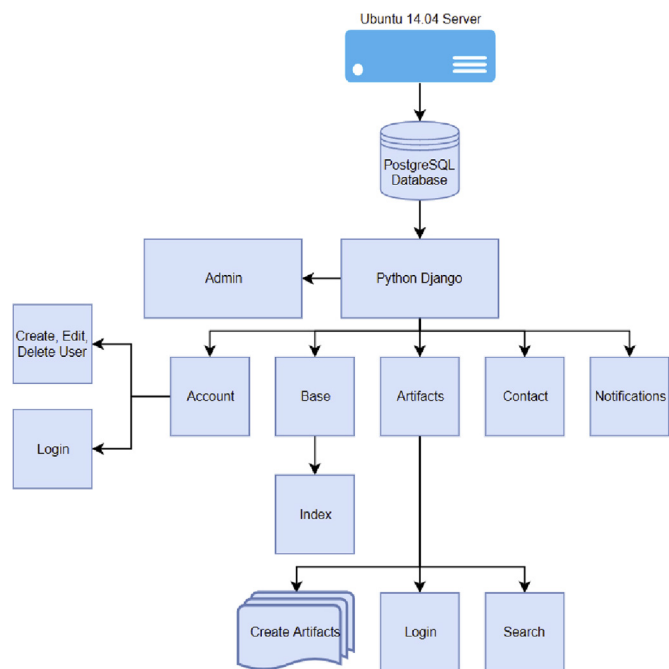 Ubuntu 14.04 Server
PostgreSQL
Database
Admin
Python Django
Create, Edit,
Delete User
Account
Base
Artifacts
Contact
Notifications
Login
Index
Create Artifacts
Login
Search